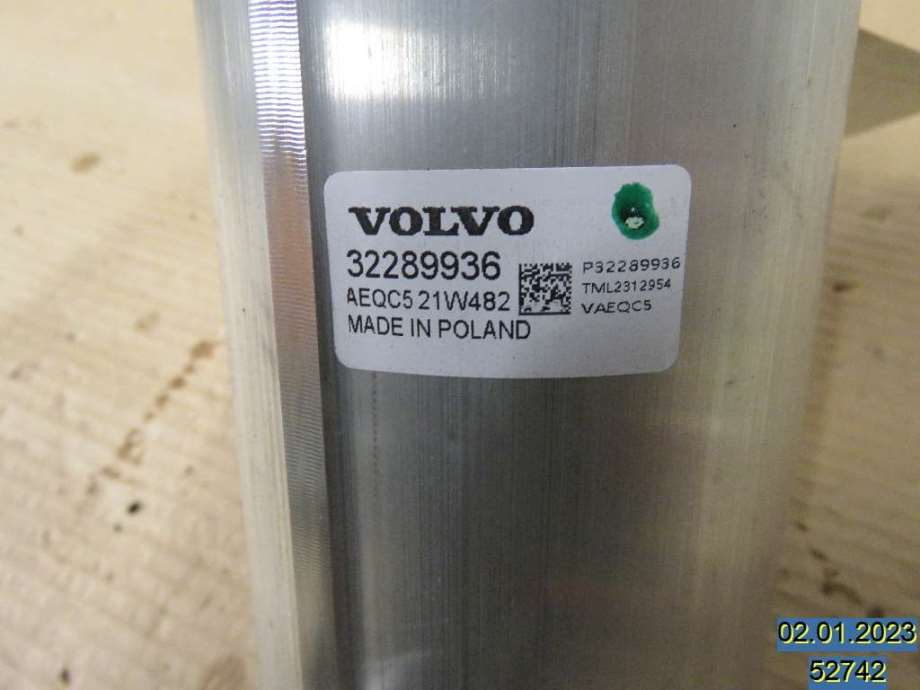 VOLVO
32289936
AEQC5 21W482
MADE IN POLAND
P32289936
TML2312954
VAEQC5
02.01.2023
52742